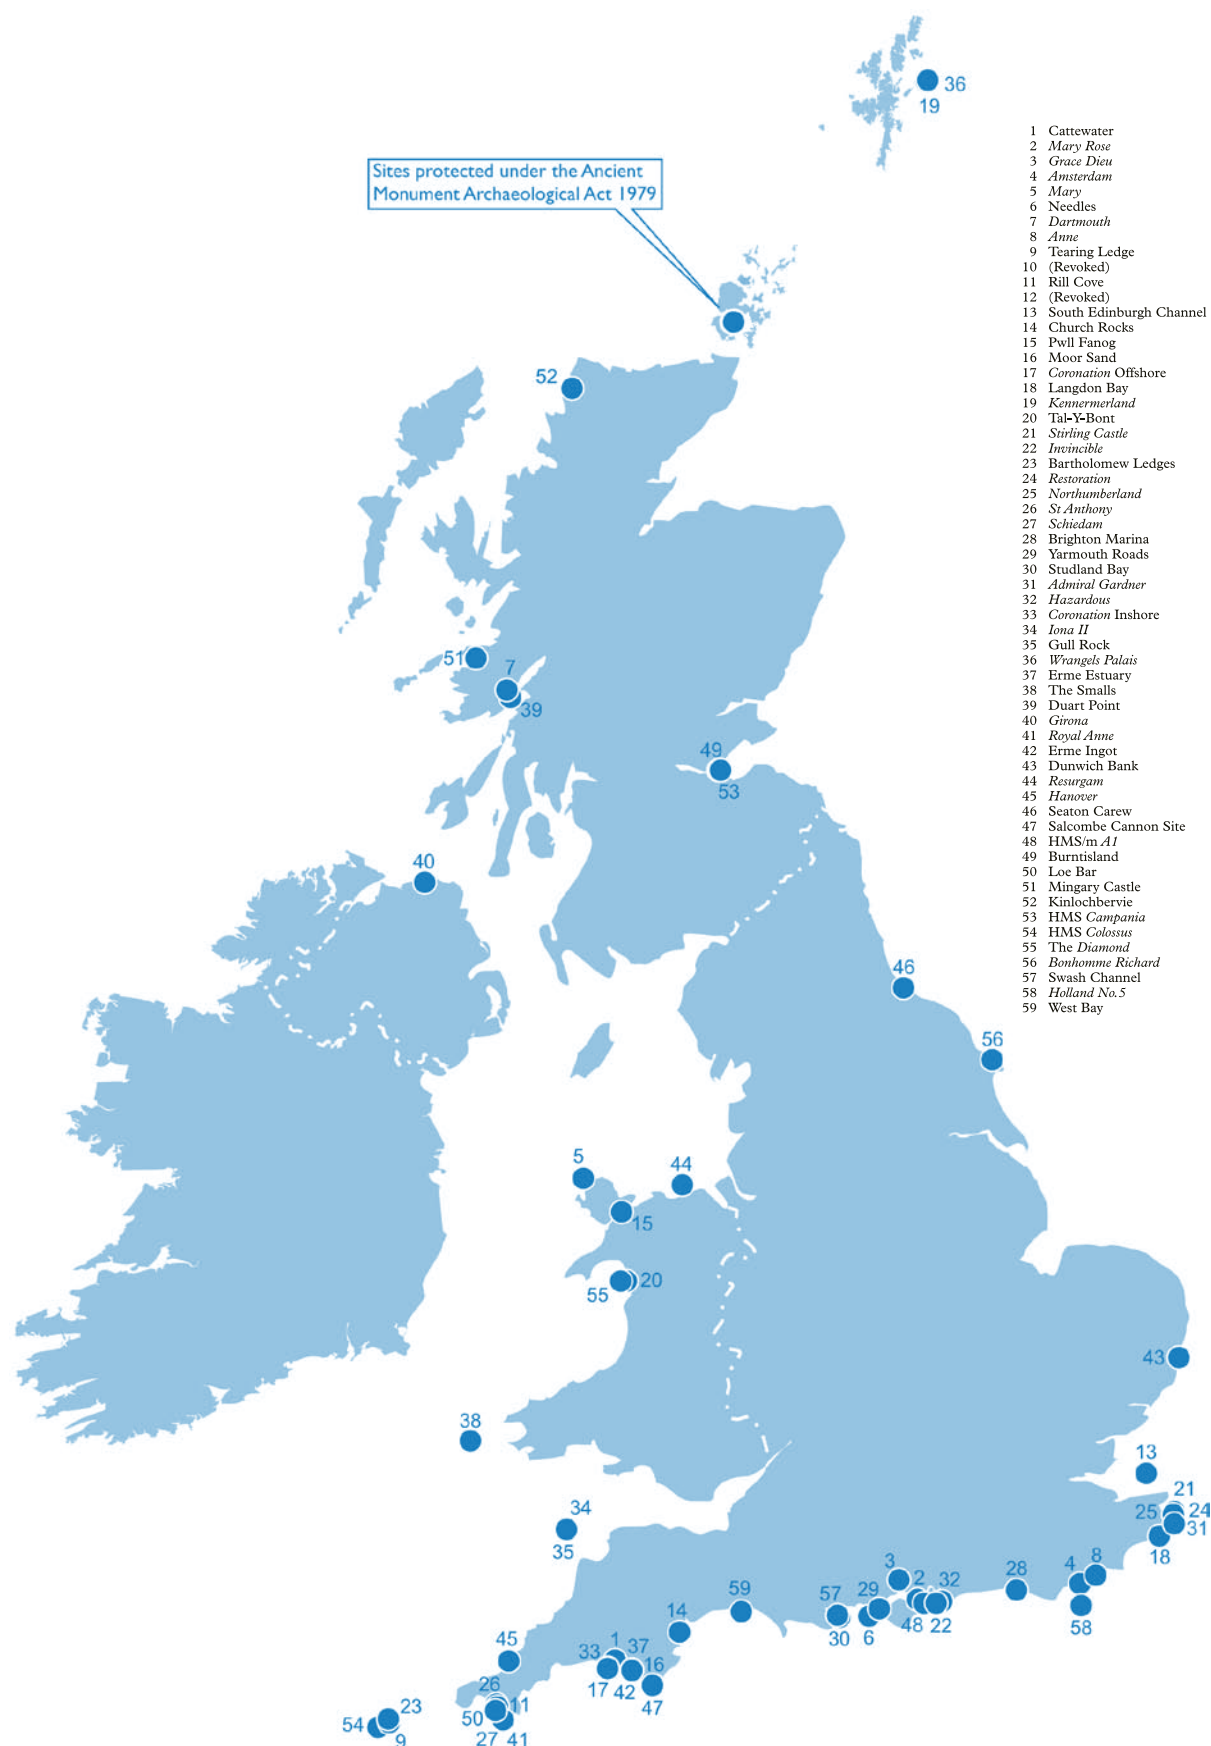 36
19
Sites protected under the Ancient
Monument Archaeological Act 1979
1 Cattewater
2 Mary Rose
3 Grace Dieu
4 Amsterdam
5 Mary
6 Needles
7 Dartmouth
8 Anne
9 Tearing Ledge
10 (Revoked)
11 Rill Cove
12 (Revoked)
13 South Edinburgh Channel
14 Church Rocks
15 Pwll Fanog
16 Moor Sand
17 Coronation Offshore
18 Langdon Bay
19 Kennermerland
20 Tal-Y-Bont
21 Stirling Castle
22 Invincible
23 Bartholomew Ledges
24 Restoration
25 Northumberland
26 St Anthony
27 Schiedam
28 Brighton Marina
29 Yarmouth Roads
30 Studland Bay
31 Admiral Gardner
32 Hazardous
33 Coronation Inshore
34 Iona II
35 Gull Rock
36 Wrangels Palais
37 Erme Estuary
38 The Smalls
39 Duart Point
40 Girona
41 Royal Anne
42 Erme Ingot
43 Dunwich Bank
44 Resurgam
45 Hanover
46 Seaton Carew
47 Salcombe Cannon Site
48 HMS/m A1
49 Burntisland
50 Loe Bar
51 Mingary Castle
52 Kinlochbervie
53 HMS Campania
54 HMS Colossus
55 The Diamond
56 Bonhomme Richard
57 Swash Channel
58 Holland No.5
59 West Bay
52
51
7
39
49
53
40
46
56
5
44
15
20
55
43
38
13
21
34
25
24
31
35
18
3
2
32
28
4
8
59
57
29
30
6
48
22
58
14
1
33
37
16
45
17
42
47
26
11
50
23
54
9
27
41